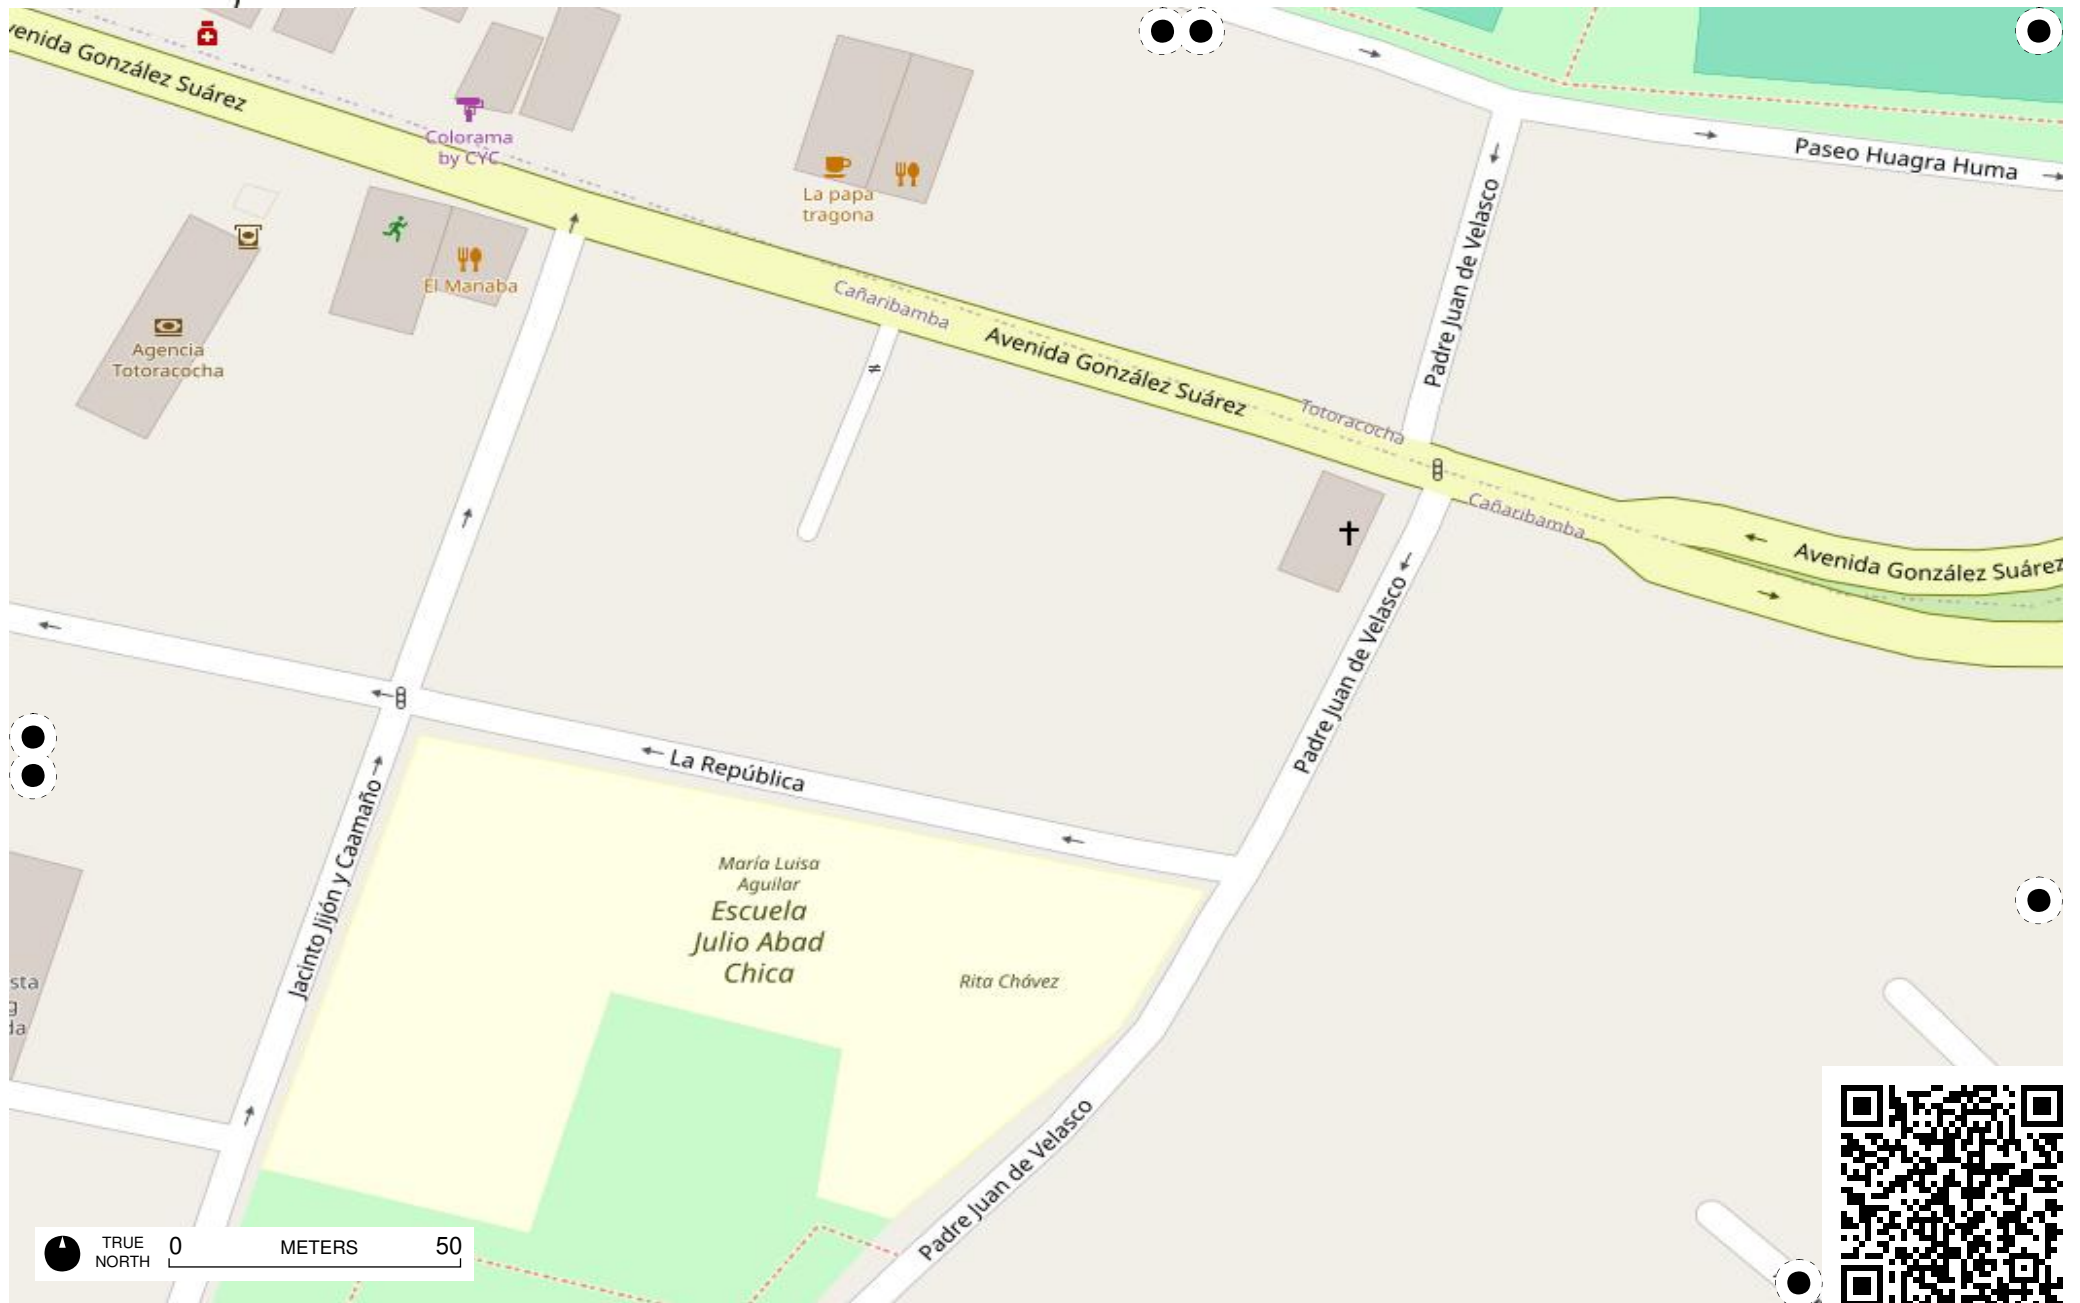 Avenida González Suárez
Colorama
by CYC
La papa
tragona
Paseo Huagra Huma
Padre Juan de Velasco
El Manaba
Agencia
Totoracocha
Cañaribamba
Avenida González Suárez
Totoracocha
Cañaribamba
Avenida González Suárez
Padre Juan de Velasco
La República
Jacinto Jijón y Caamaño
María Luisa
Aguilar
Escuela
Julio Abad
Chica
Rita Chávez
sta
g
da
Padre Juan de Velasco
TRUE
NORTH
0 METERS 50